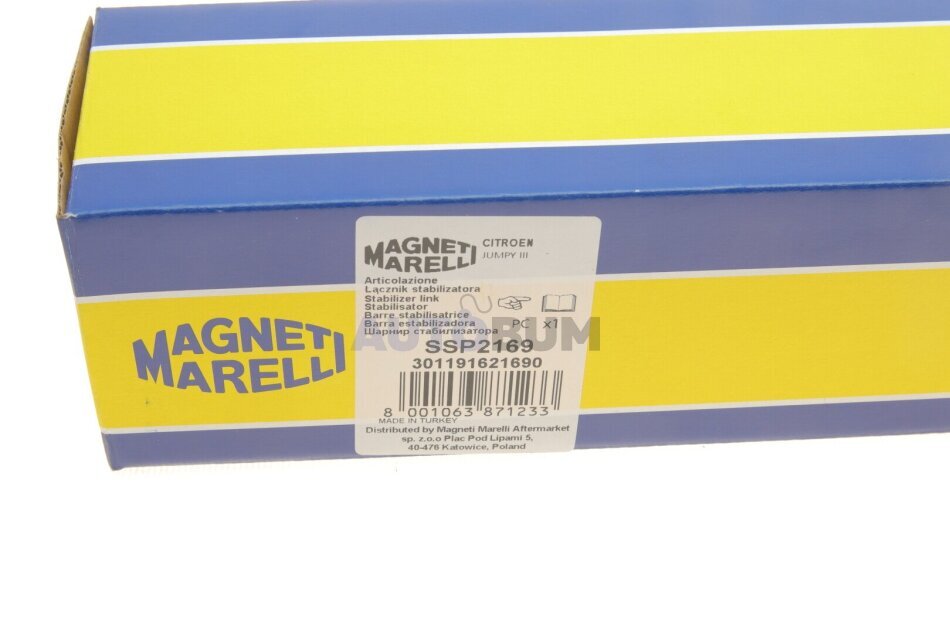 MAGNETI
MARELLI
MAGNETI
MARELLI
CITROEN
JUMPY III
Articolazione
Łącznik stabilizatora
Stabilizer link
Stabilisator
Barre stabilisatrice
Barra estabilizadora
Шарнир стабилизатора
PC x1
AUTOBUM
SSP2169
301191621690
8 001063 871233
MADE IN TURKEY
Distributed by Magneti Marelli Aftermarket
sp. z.o.o Plac Pod Lipami 5,
40-476 Katowice, Poland